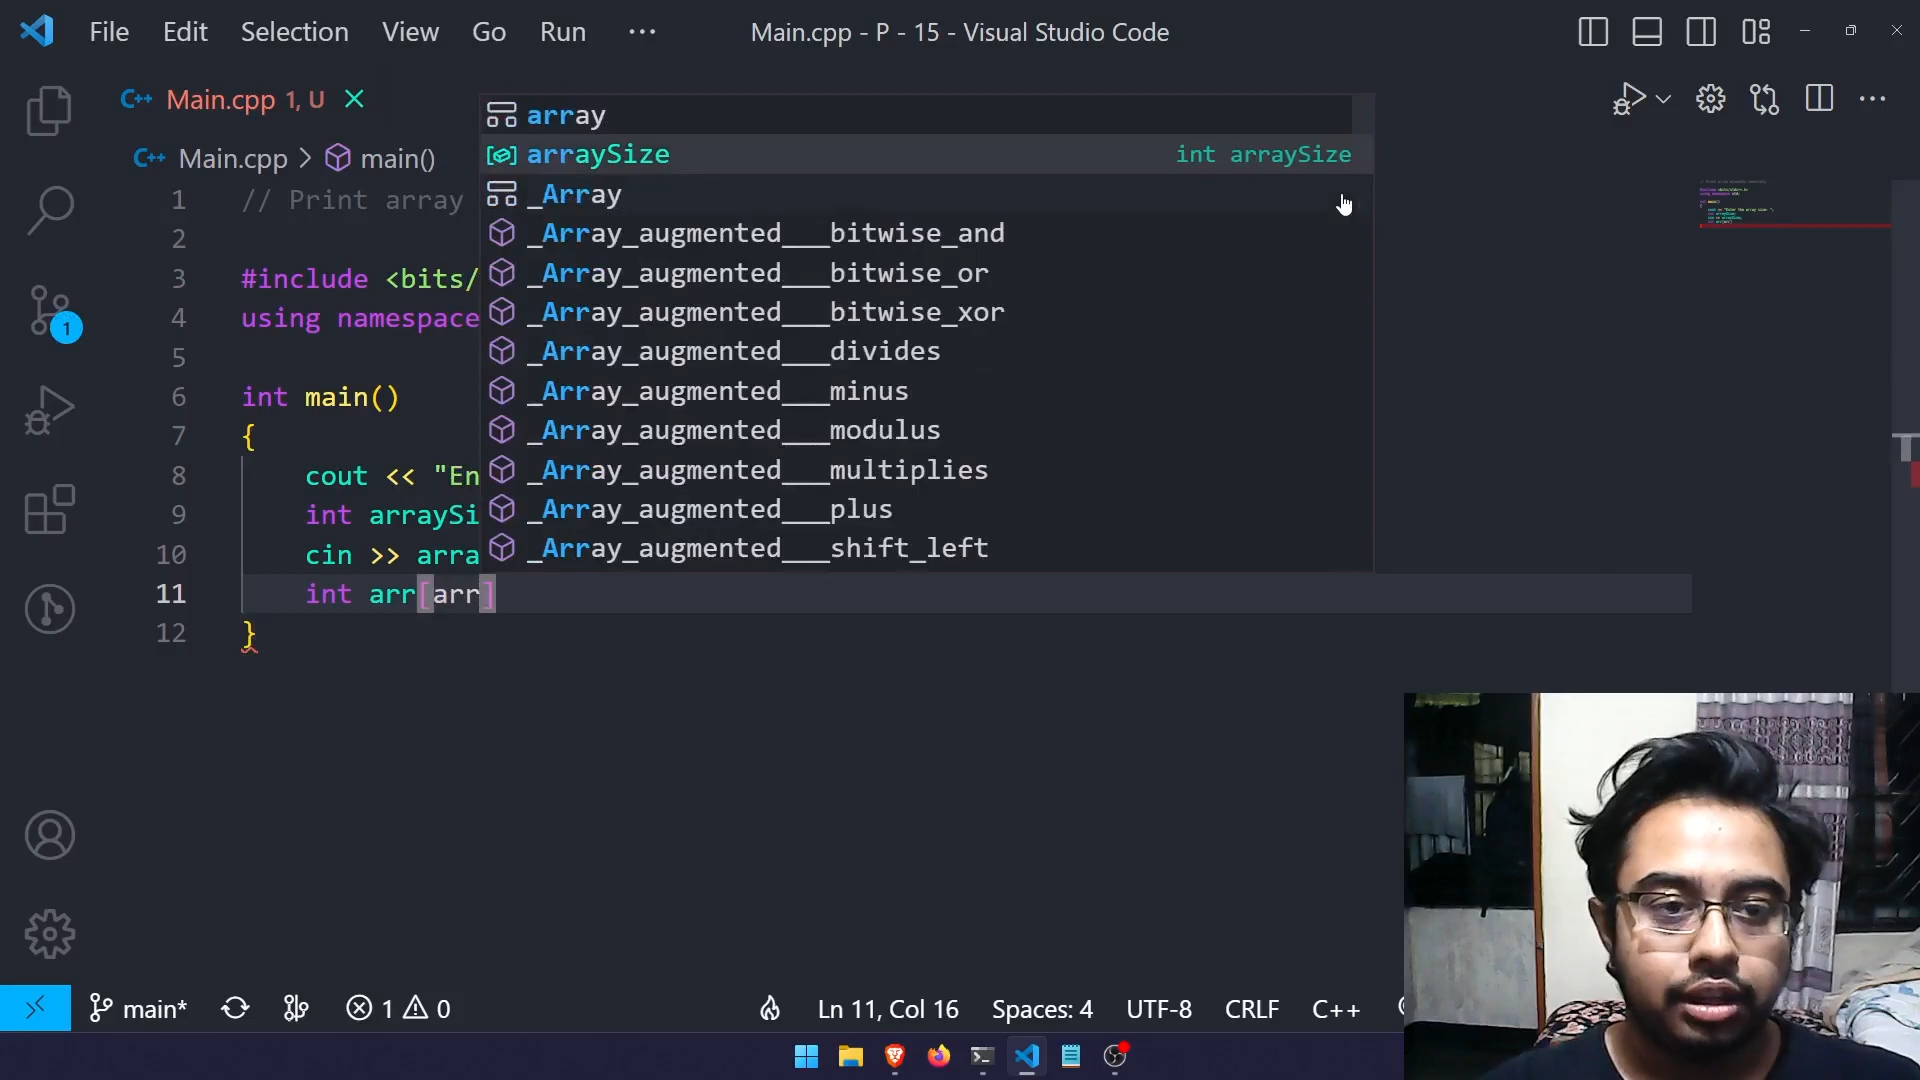 File Edit Selection View Go Run ··· Main.cpp - P - 15 - Visual Studio Code
C++ Main.cpp 1, U
C++ Main.cpp > main()
array
arraySize int arraySize
_Array
_Array_augmented___bitwise_and
_Array_augmented___bitwise_or
_Array_augmented___bitwise_xor
_Array_augmented___divides
_Array_augmented___minus
_Array_augmented___modulus
_Array_augmented___multiplies
_Array_augmented___plus
_Array_augmented___shift_left
1 // Print array
2
3 #include <bits/
4 using namespace
5
6 int main()
7 {
8 cout << "En
9 int arraySi
10 cin >> arra
11 int arr[arr]
12 }
1
main* 1 0 Ln 11, Col 16 Spaces: 4 UTF-8 CRLF C++